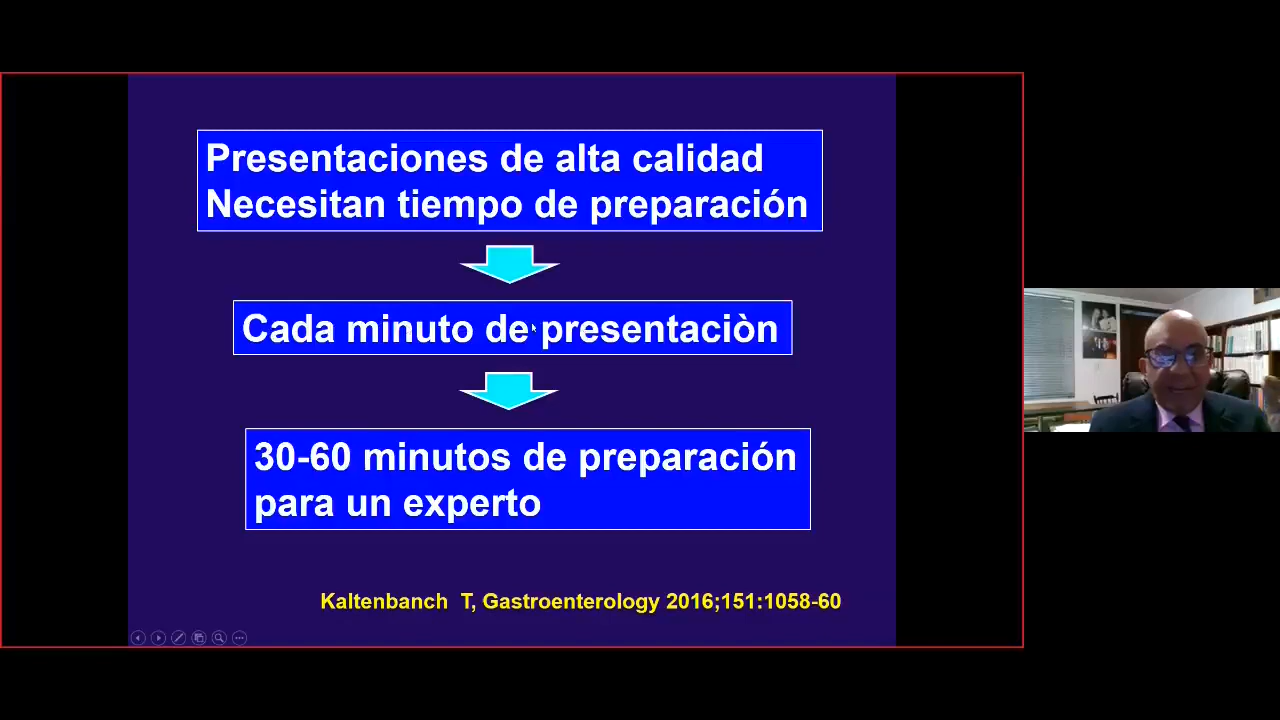 Presentaciones de alta calidad
Necesitan tiempo de preparación
Cada minuto de presentaciòn
30-60 minutos de preparación
para un experto
Kaltenbanch T, Gastroenterology 2016;151:1058-60